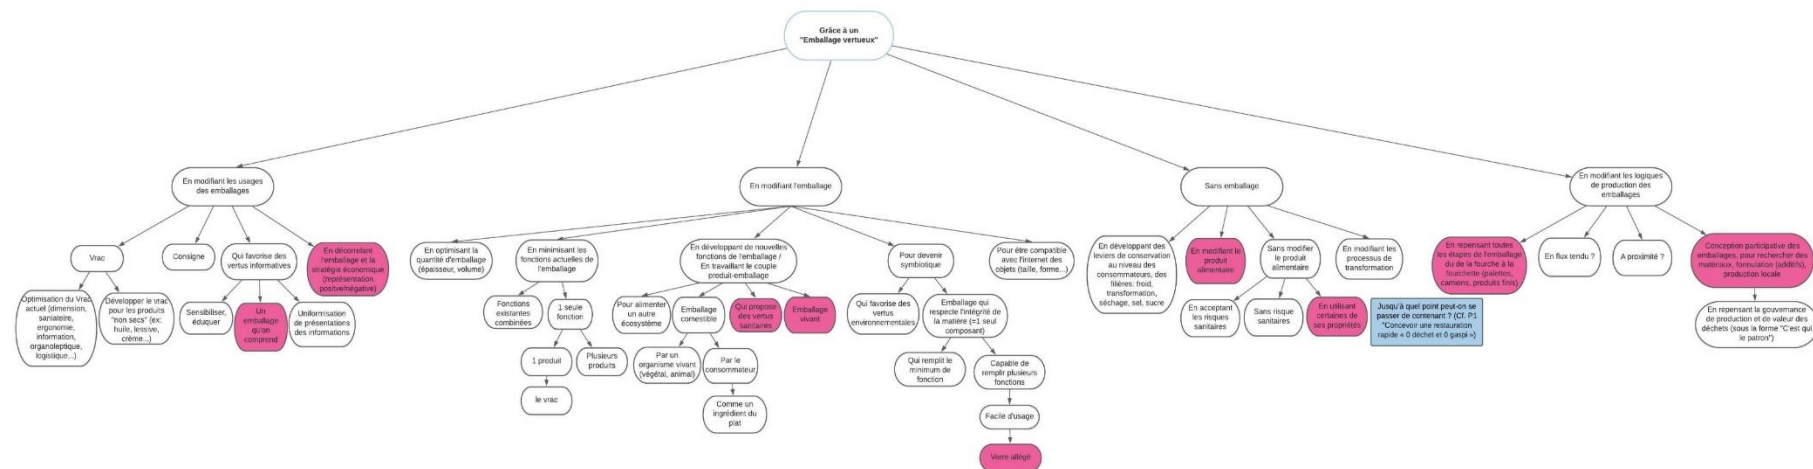 Grâce à un
"Emballage vertueux"
En modifiant les usages
des emballages
En modifiant l'emballage
Sans emballage
En modifiant les logiques
de production des
emballages
Vrac
Consigne
Qui favorise des
vertus informatives
En décorrelant
l'emballage et la
stratégie économique
(représentation
positive/négative)
En optimisant la
quantité d'emballage
(épaisseur, volume)
En minimisant les
fonctions actuelles de
l'emballage
En développant de nouvelles
fonctions de l'emballage /
En travaillant le couple
produit-emballage
Pour devenir
symbiotique
Pour être compatible
avec l'internet des
objets (taille, forme...)
En développant des
leviers de conservation
au niveau des
consommateurs, des
filières: froid,
transformation,
séchage, sel, sucre
En modifiant le
produit
alimentaire
Sans modifier
le produit
alimentaire
En modifiant les
processus de
transformation
En repensant toutes
les étapes de l'emballage
du de la fourche à la
fourchette (palettes,
camions, produits finis)
En flux tendu ?
A proximité ?
Conception participative des
emballages, pour rechercher des
matériaux, formulation (additifs),
production locale
Optimisation du Vrac
actuel (dimension,
saniateire,
ergonomie,
information,
organoleptique,
logistique...)
Développer le vrac
pour les produits
"non secs" (ex:
huile, lessive,
crème...)
Sensibiliser,
éduquer
Un
emballage
qu'on
comprend
Uniformisation
de présentations
des informations
Fonctions
existantes
combinées
1 seule
fonction
Pour alimenter
un autre
écosystème
Emballage
comestible
Qui propose
des vertus
sanitaires
Emballage
vivant
Qui favorise des
vertus
environnementales
Emballage qui
respecte l'intégrité de
la matière (=1 seul
composant)
En acceptant
les risques
sanitaires
Sans risque
sanitaire
En utilisant
certaines de
ses propriétés
Jusqu'à quel point peut-on se
passer de contenant ? (Cf. P1
"Concevoir une restauration
rapide « 0 déchet et 0 gaspi »)
En repensant la gouvernance
de production et de valeur des
déchets (sous la forme "C'est qui
le patron")
1 produit
Plusieurs
produits
Par un
organisme vivant
(végétal, animal)
Par le
consommateur
Qui remplit le
minimum de
fonction
Capable de
remplir plusieurs
fonctions
le vrac
Comme un
ingrédient du
plat
Facile d'usage
Verre allégé